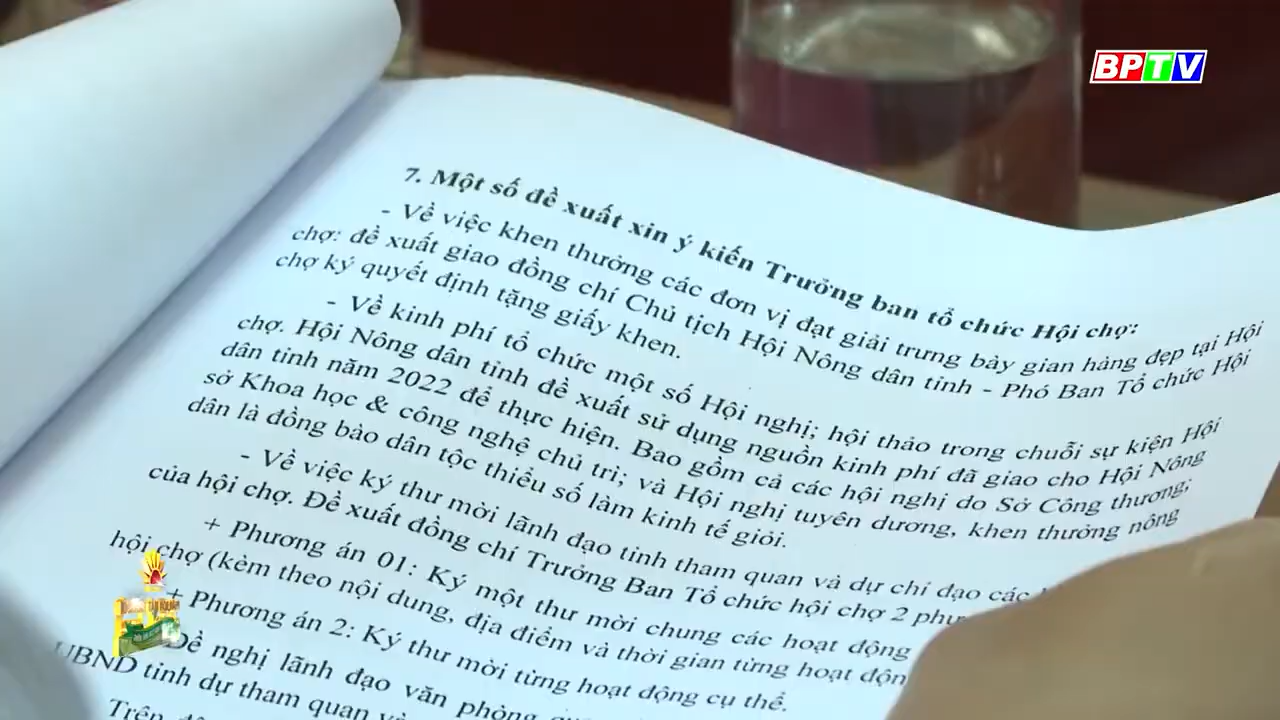 BPTV
7. Một số đề xuất xin ý kiến Trưởng ban tổ chức Hội chợ:
- Về việc khen thưởng các đơn vị đạt giải trưng bày gian hàng đẹp tại Hội
chợ: đề xuất giao đồng chí Chủ tịch Hội Nông dân tỉnh - Phó Ban Tổ chức Hội
chợ ký quyết định tặng giấy khen.
- Về kinh phí tổ chức một số Hội nghị; hội thảo trong chuỗi sự kiện Hội
chợ. Hội Nông dân tỉnh đề xuất sử dụng nguồn kinh phí đã giao cho Hội Nông
dân tỉnh năm 2022 để thực hiện. Bao gồm cả các hội nghị do Sở Công thương;
sở Khoa học & công nghệ chủ trì; và Hội nghị tuyên dương, khen thưởng nông
dân là đồng bào dân tộc thiểu số làm kinh tế giỏi.
- Về việc ký thư mời lãnh đạo tỉnh tham quan và dự chỉ đạo các
của hội chợ. Đề xuất đồng chí Trưởng Ban Tổ chức hội chợ 2
+ Phương án 01: Ký một thư mời chung các hoạt động
hội chợ (kèm theo nội dung, địa điểm và thời gian từng hoạt
+ Phương án 2: Ký thư mời từng hoạt động cụ thể.
Đề nghị lãnh đạo văn phòng
UBND tỉnh dự tham quan
Trên